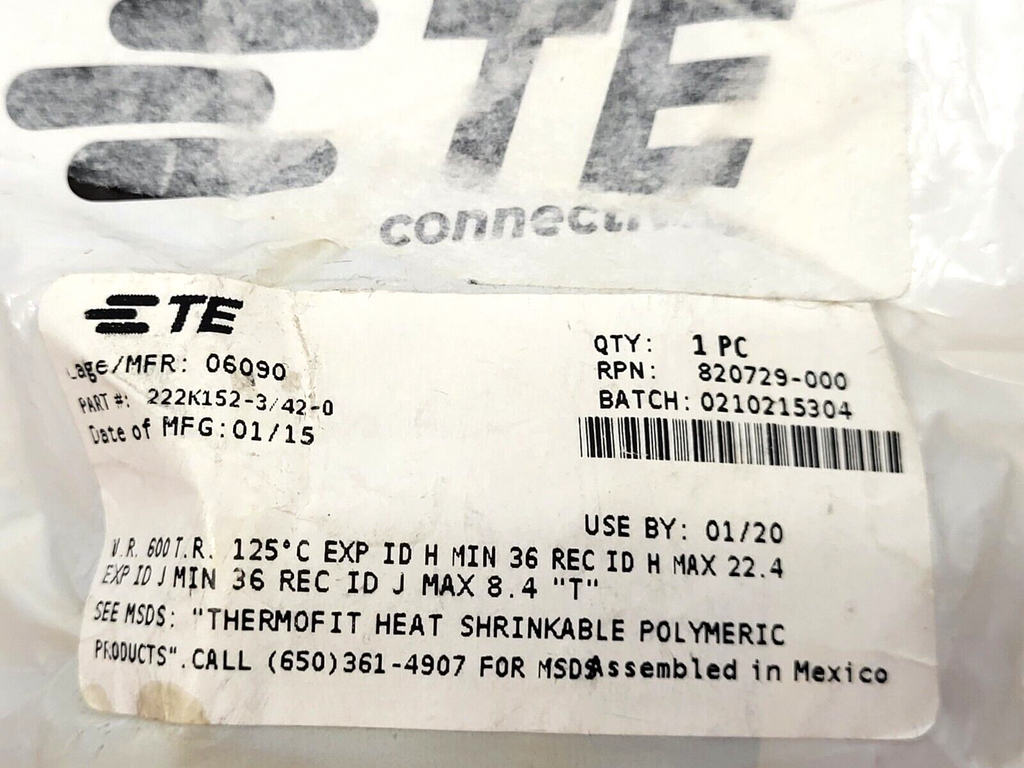 TE
connectivity
TE
Cage/MFR: 06090
PART #: 222K152-3/42-0
Date of MFG:01/15
QTY: 1 PC
RPN: 820729-000
BATCH: 0210215304
USE BY: 01/20
V.R. 600 T.R. 125°C EXP ID H MIN 36 REC ID H MAX 22.4
EXP ID J MIN 36 REC ID J MAX 8.4 "T"
SEE MSDS: "THERMOFIT HEAT SHRINKABLE POLYMERIC
PRODUCTS".CALL (650)361-4907 FOR MSDS Assembled in Mexico